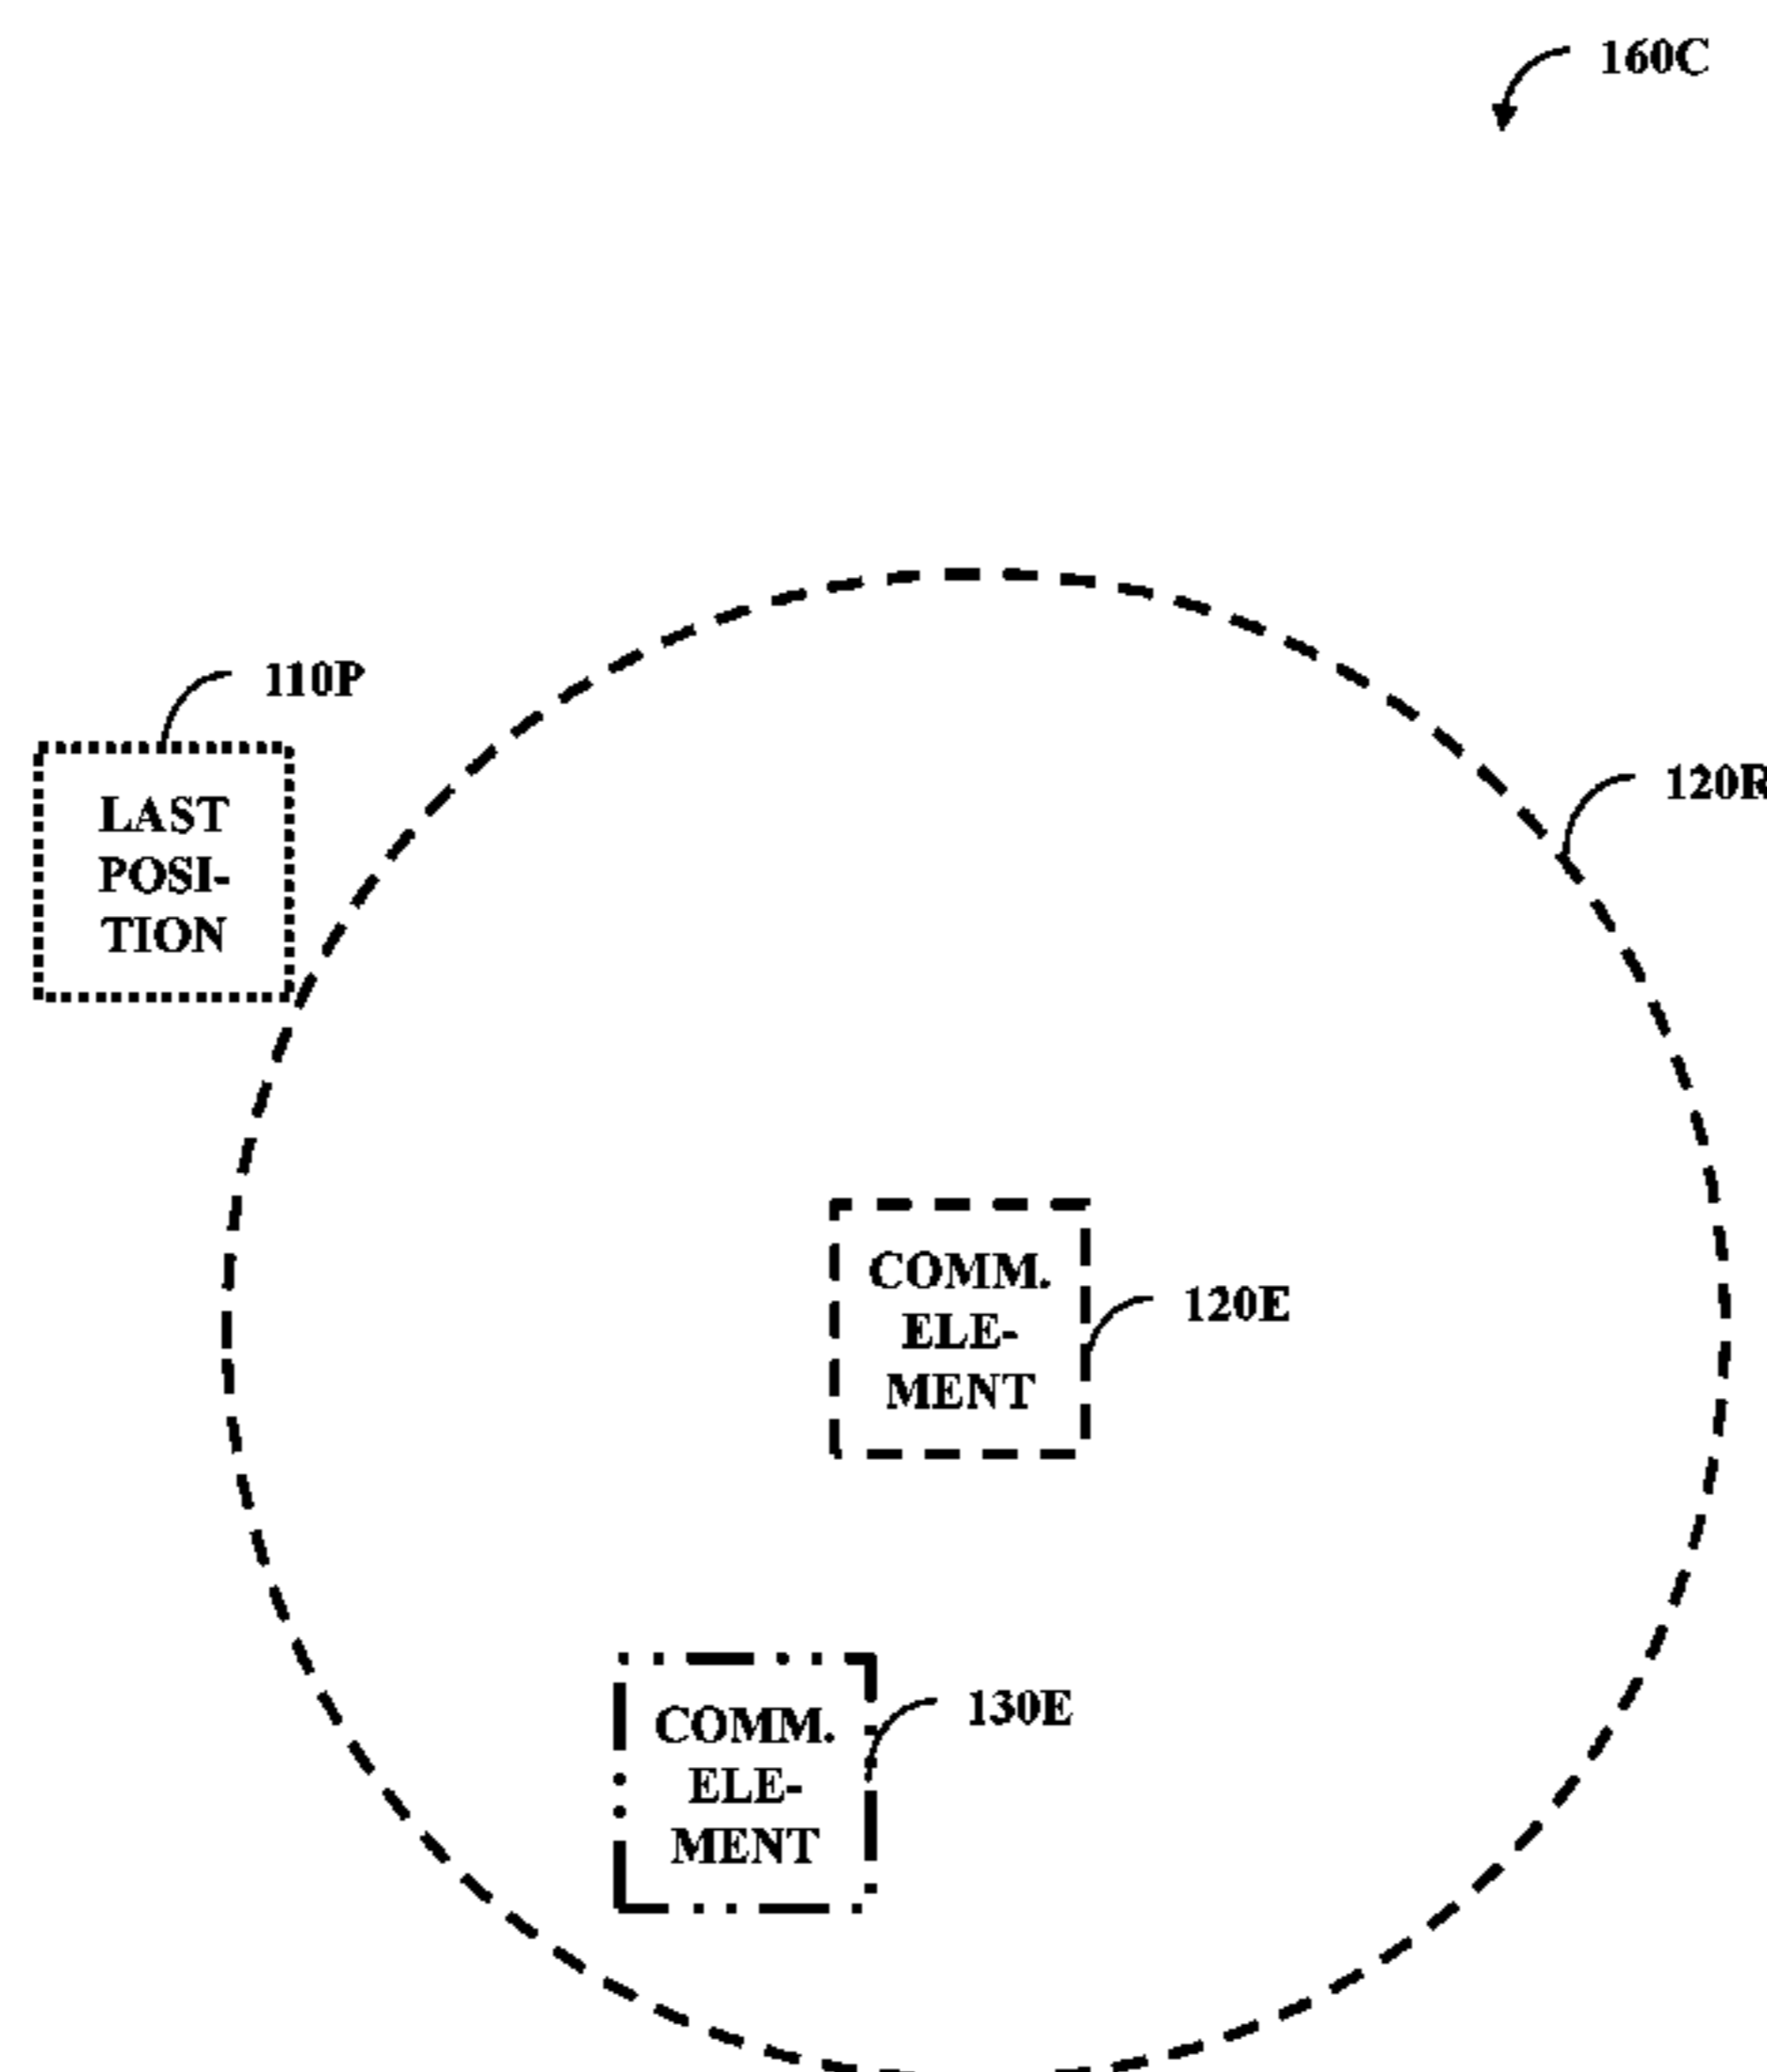 160C
110P
LAST
POSI-
TION
120R
COMM.
ELE-
MENT
120E
COMM.
ELE-
MENT
130E